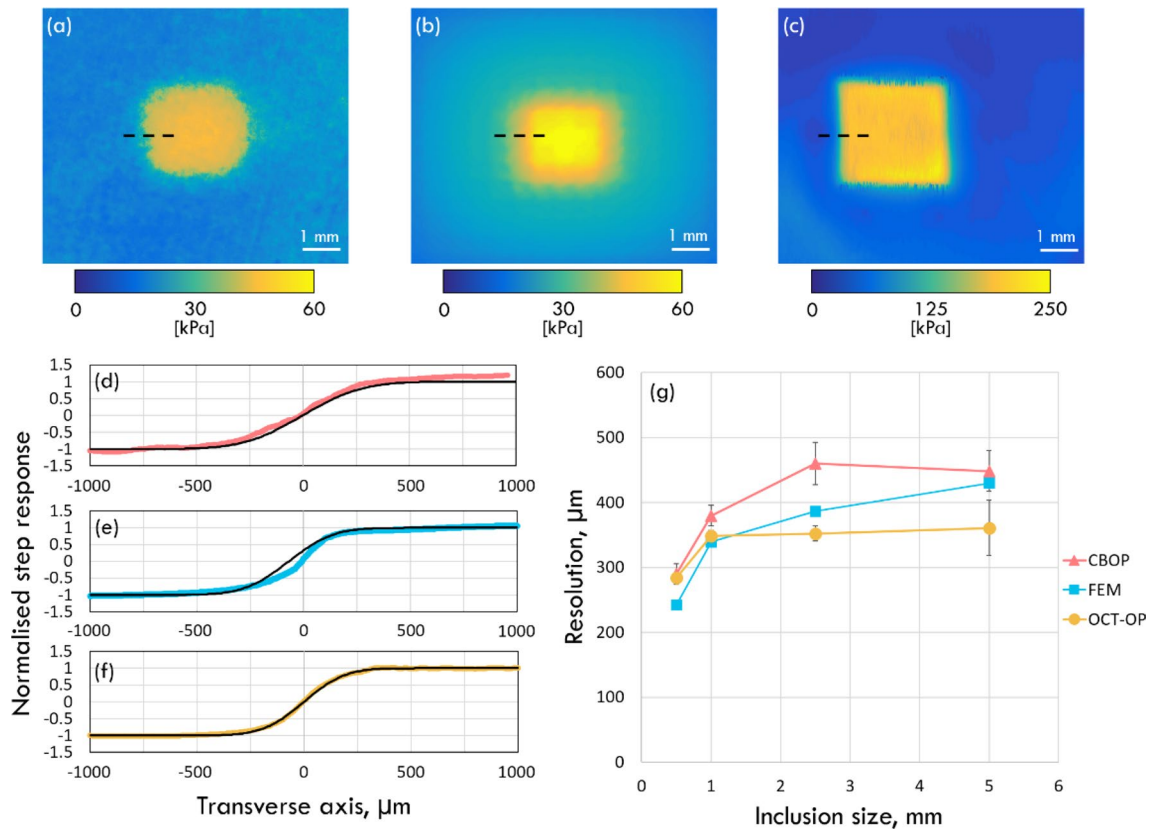 (a)
(b)
(c)
1 mm
1 mm
1 mm
0 30 60
[kPa]
0 30 60
[kPa]
0 125 250
[kPa]
Normalised step response
(d)
1.5
1
0.5
0
-0.5
-1
-1.5
-1000 -500 0 500 1000
(e)
1.5
1
0.5
0
-0.5
-1
-1.5
-1000 -500 0 500 1000
(f)
1.5
1
0.5
0
-0.5
-1
-1.5
-1000 -500 0 500 1000
Transverse axis, µm
(g)
Resolution, µm
600
500
400
300
200
100
0
0 1 2 3 4 5 6
Inclusion size, mm
CBOP
FEM
OCT-OP